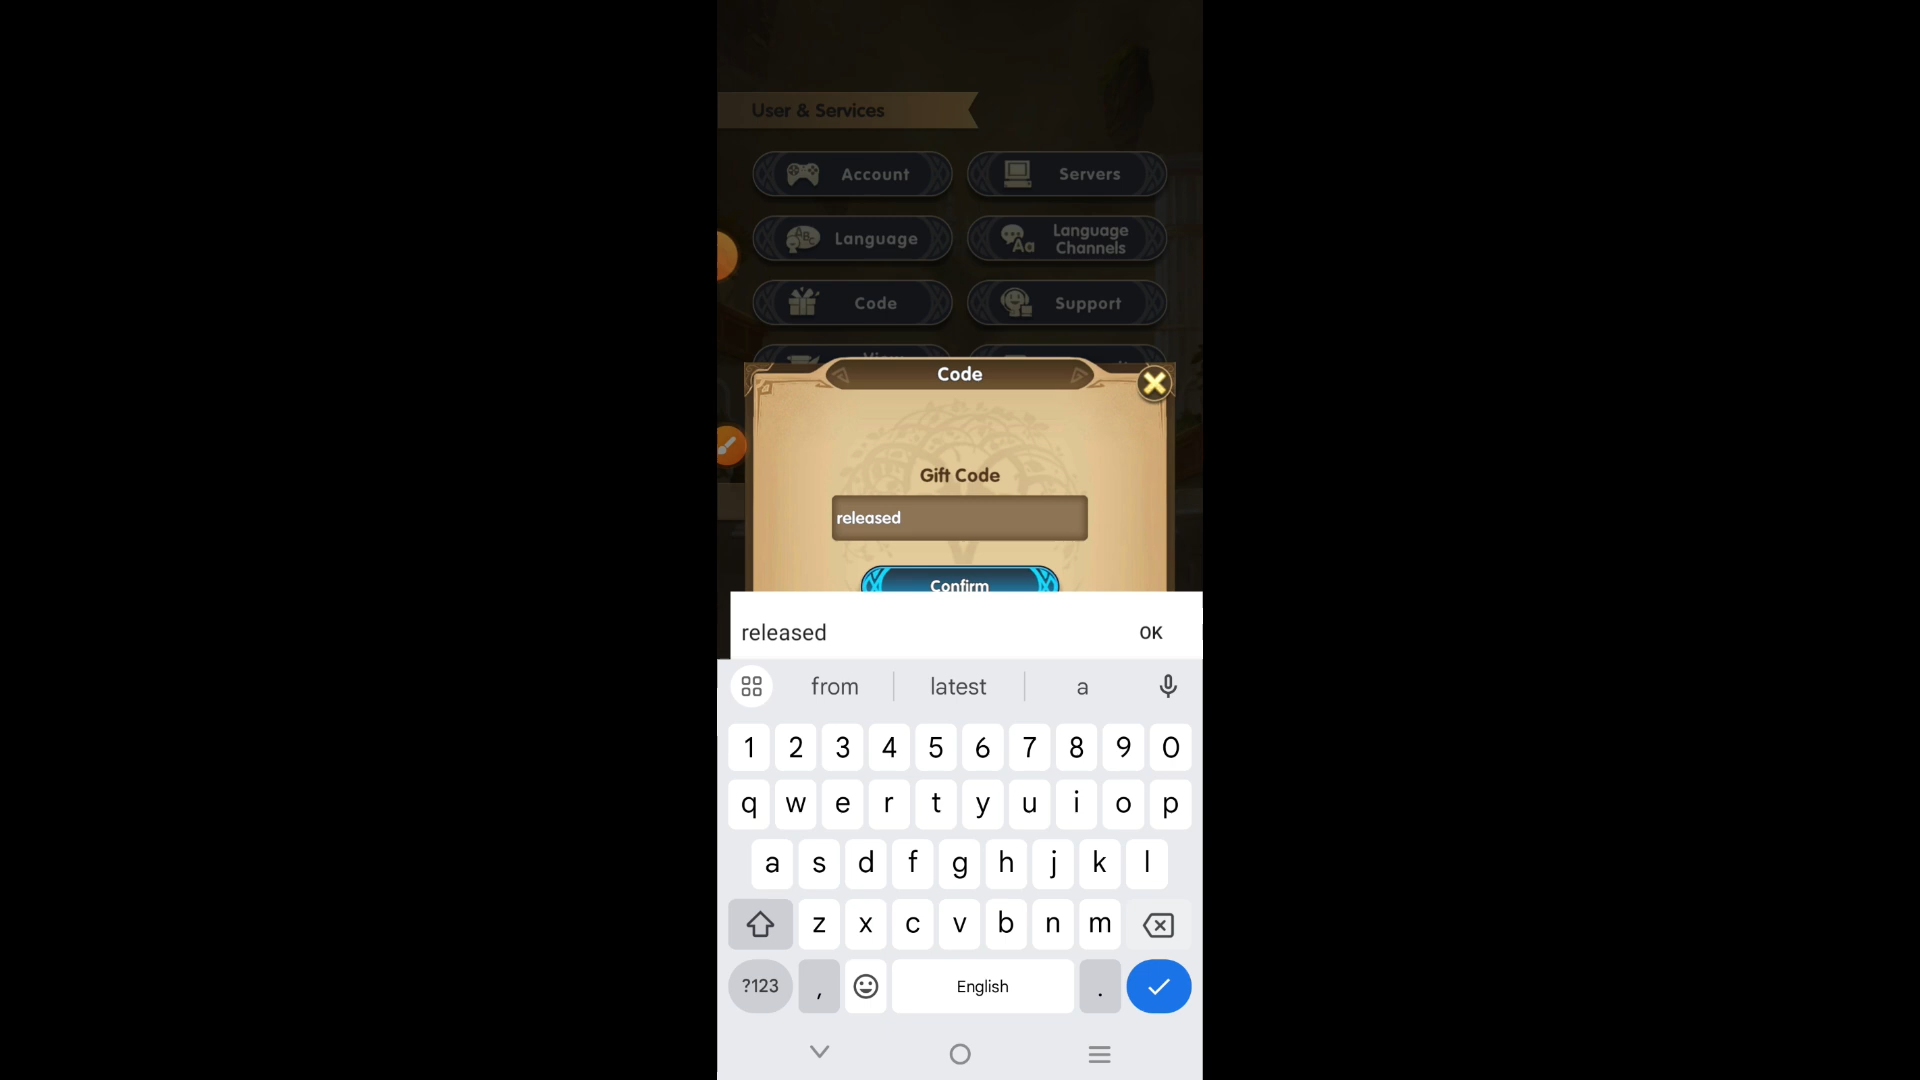 User & Services
Account
Servers
Language
Language
Channels
Code
Support
View
Code
Gift Code
released
Confirm
released
OK
from
latest
a
1 2 3 4 5 6 7 8 9 0
q w e r t y u i o p
a s d f g h j k l
z x c v b n m
?123 , English .